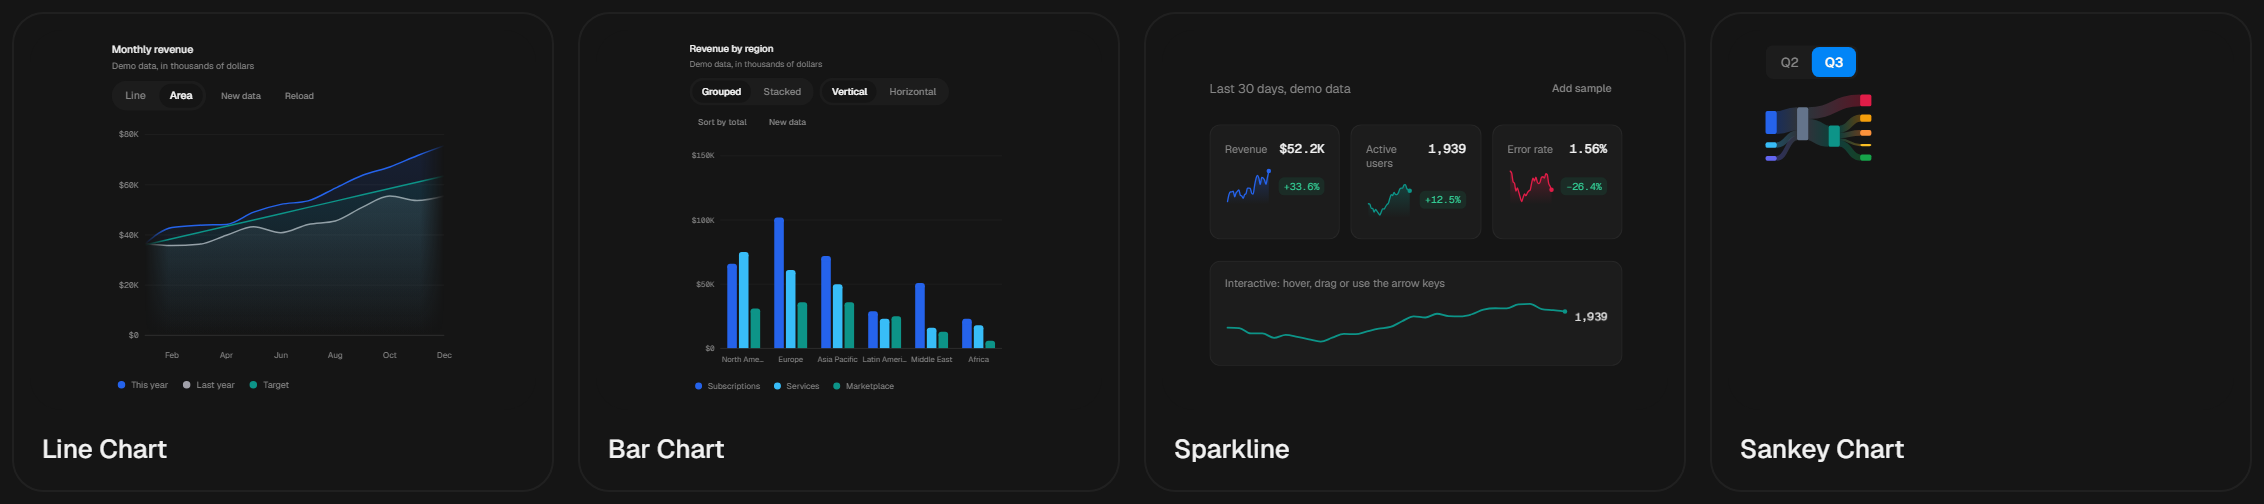 Monthly revenue
Demo data, in thousands of dollars
Line Area New data Reload
$80K
$60K
$40K
$20K
$0
Feb Apr Jun Aug Oct Dec
This year Last year Target
Line Chart
Revenue by region
Demo data, in thousands of dollars
Grouped Stacked Vertical Horizontal
Sort by total New data
$150K
$100K
$50K
$0
North Ame... Europe Asia Pacific Latin Ameri... Middle East Africa
Subscriptions Services Marketplace
Bar Chart
Last 30 days, demo data Add sample
Revenue $52.2K
+33.6%
Active users 1,939
+12.5%
Error rate 1.56%
-26.4%
Interactive: hover, drag or use the arrow keys
1,939
Sparkline
Q2 Q3
Sankey Chart